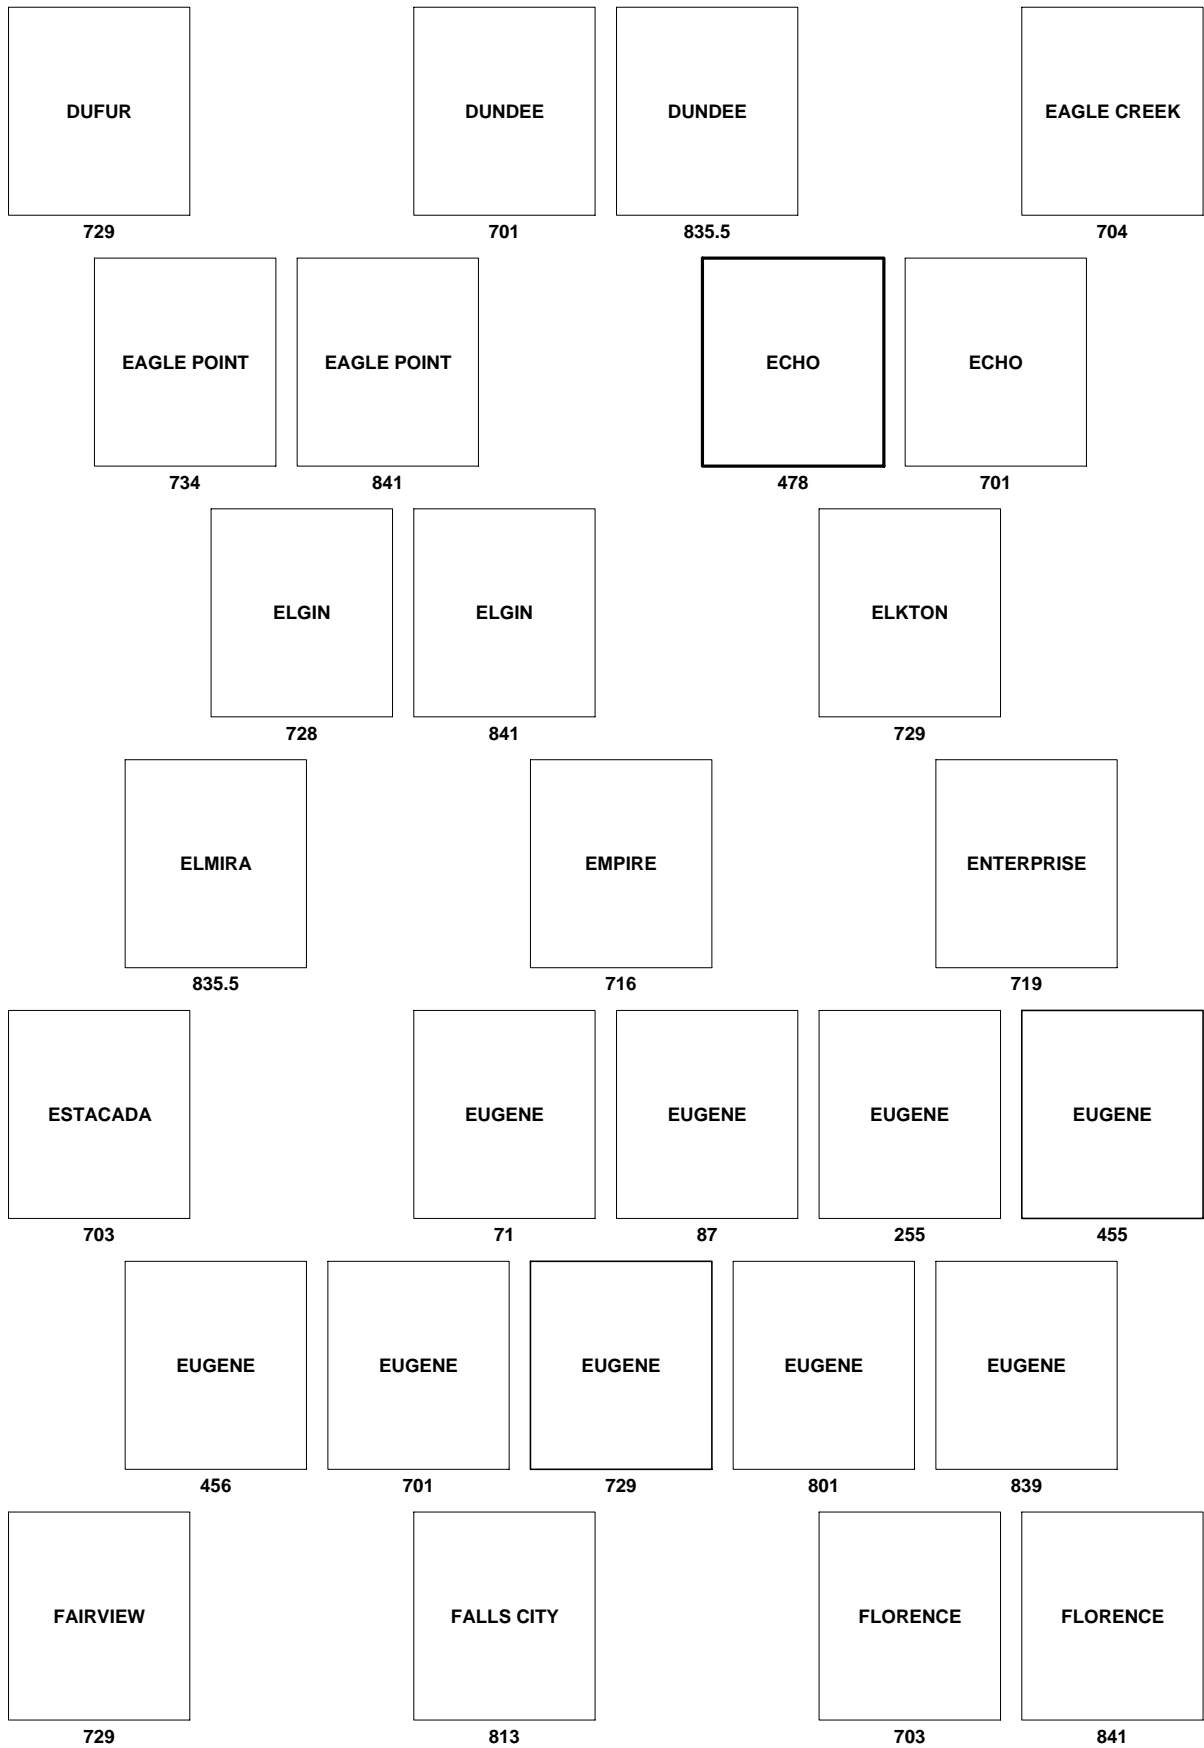 DUFUR DUNDEE DUNDEE EAGLE CREEK
729 701 835.5 704
EAGLE POINT EAGLE POINT ECHO ECHO
734 841 478 701
ELGIN ELGIN ELKTON
728 841 729
ELMIRA EMPIRE ENTERPRISE
835.5 716 719
ESTACADA EUGENE EUGENE EUGENE EUGENE
703 71 87 255 455
EUGENE EUGENE EUGENE EUGENE EUGENE
456 701 729 801 839
FAIRVIEW FALLS CITY FLORENCE FLORENCE
729 813 703 841